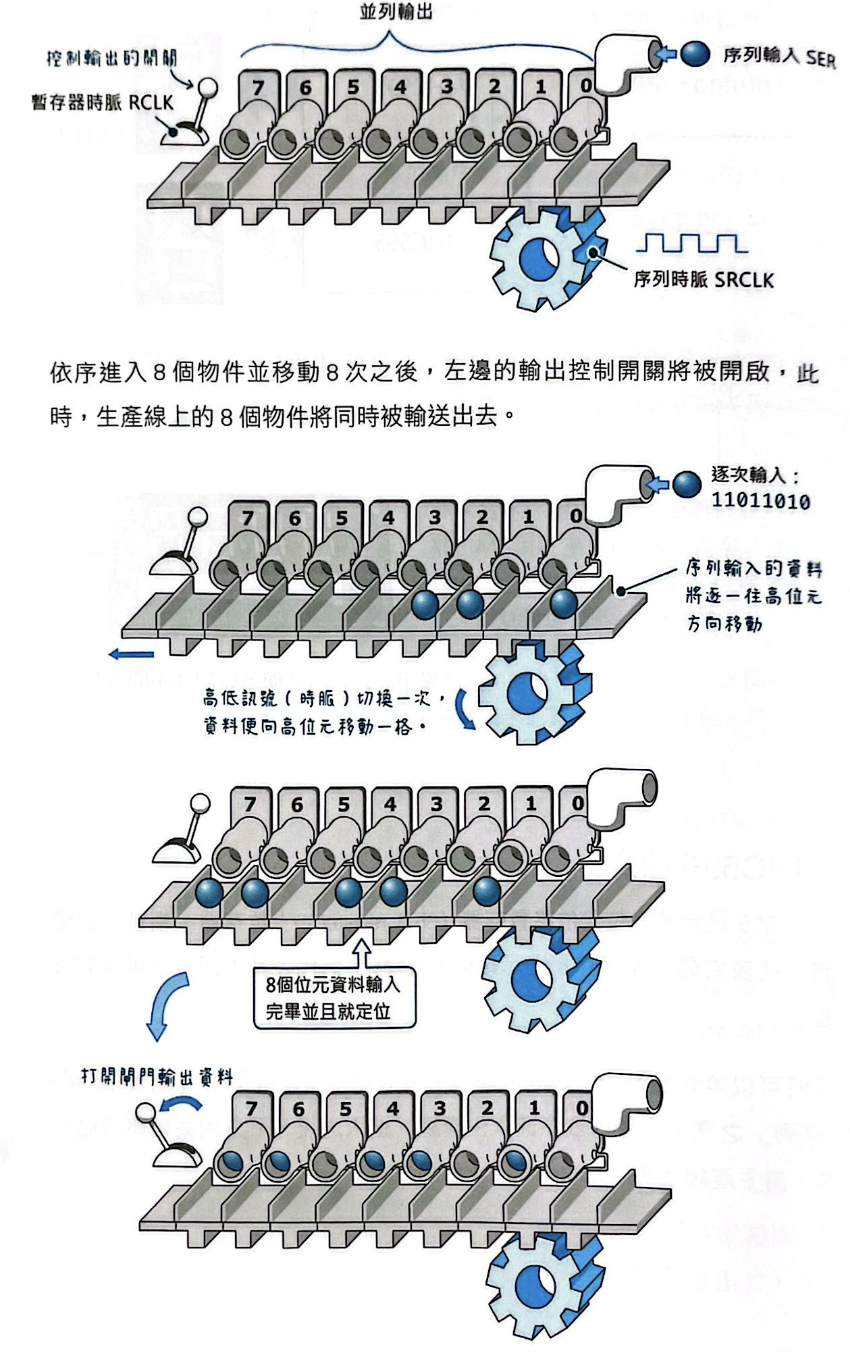 並列輸出
控制輸出的開關
序列輸入 SER
暫存器時脈 RCLK
7 6 5 4 3 2 1 0
序列時脈 SRCLK
依序進入 8 個物件並移動 8 次之後，左邊的輸出控制開關將被開啟，此
時，生產線上的 8 個物件將同時被輸送出去。
逐次輸入；
11011010
7 6 5 4 3 2 1 0
序列輸入的資料
將逐一往高位元
方向移動
高低訊號（時脈）切換一次，
資料便向高位元移動一格。
7 6 5 4 3 2 1 0
8個位元資料輸入
完畢並且就定位
打開閘門輸出資料
7 6 5 4 3 2 1 0